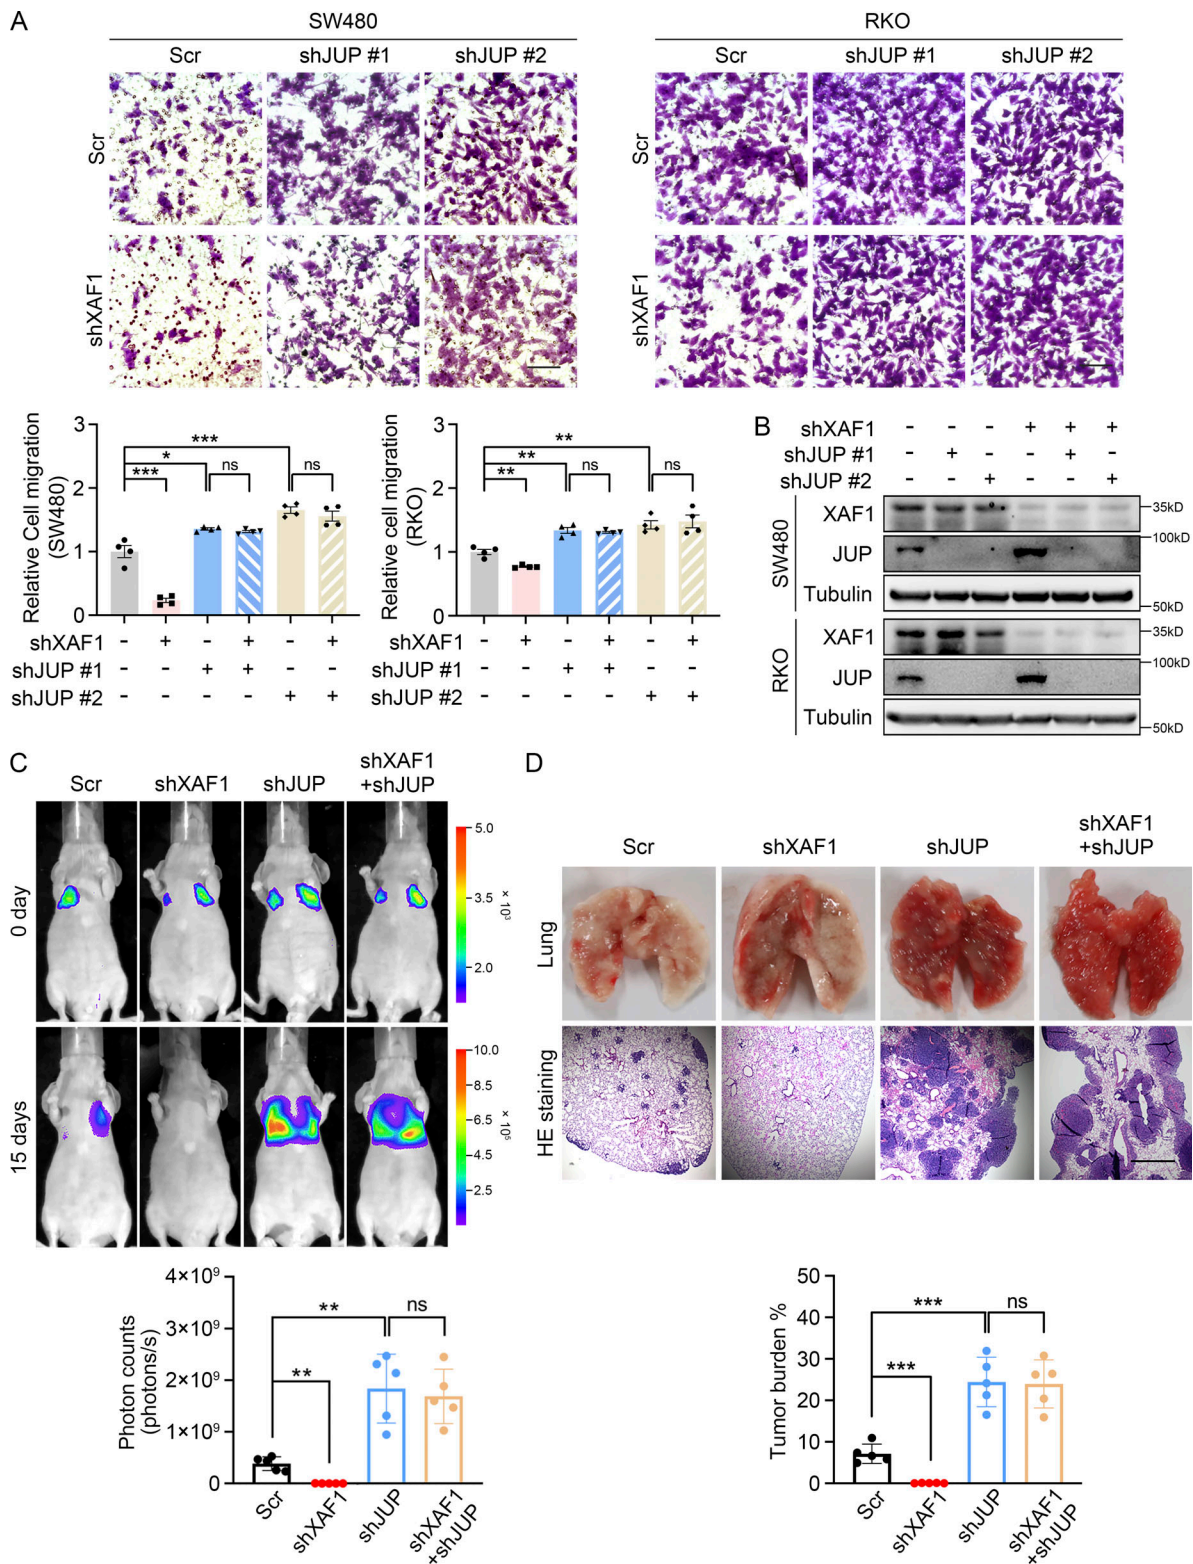 A
SW480
RKO
Scr shJUP #1 shJUP #2
Scr shJUP #1 shJUP #2
Scr
shXAF1
Scr
shXAF1
Relative Cell migration
(SW480)
3
2
1
0
***
*
***
ns
ns
shXAF1 - + - + - +
shJUP #1 - - + + - -
shJUP #2 - - - - + +
Relative cell migration
(RKO)
3
2
1
0
**
**
**
ns
ns
shXAF1 - + - + - +
shJUP #1 - - + + - -
shJUP #2 - - - - + +
B
shXAF1 - - - + + +
shJUP #1 - + - - + -
shJUP #2 - - + - - +
SW480
XAF1 35kD
JUP 100kD
Tubulin 50kD
RKO
XAF1 35kD
JUP 100kD
Tubulin 50kD
C
Scr shXAF1 shJUP shXAF1
+shJUP
0 day
5.0
3.5
2.0
× 10³
15 days
10.0
8.5
6.5
4.5
2.5
× 10⁵
Photon counts
(photons/s)
4×10⁹
3×10⁹
2×10⁹
1×10⁹
0
**
**
ns
Scr
shXAF1
shJUP
shXAF1
+shJUP
D
Scr shXAF1 shJUP shXAF1
+shJUP
Lung
HE staining
Tumor burden %
50
40
30
20
10
0
***
***
ns
Scr
shXAF1
shJUP
shXAF1
+shJUP